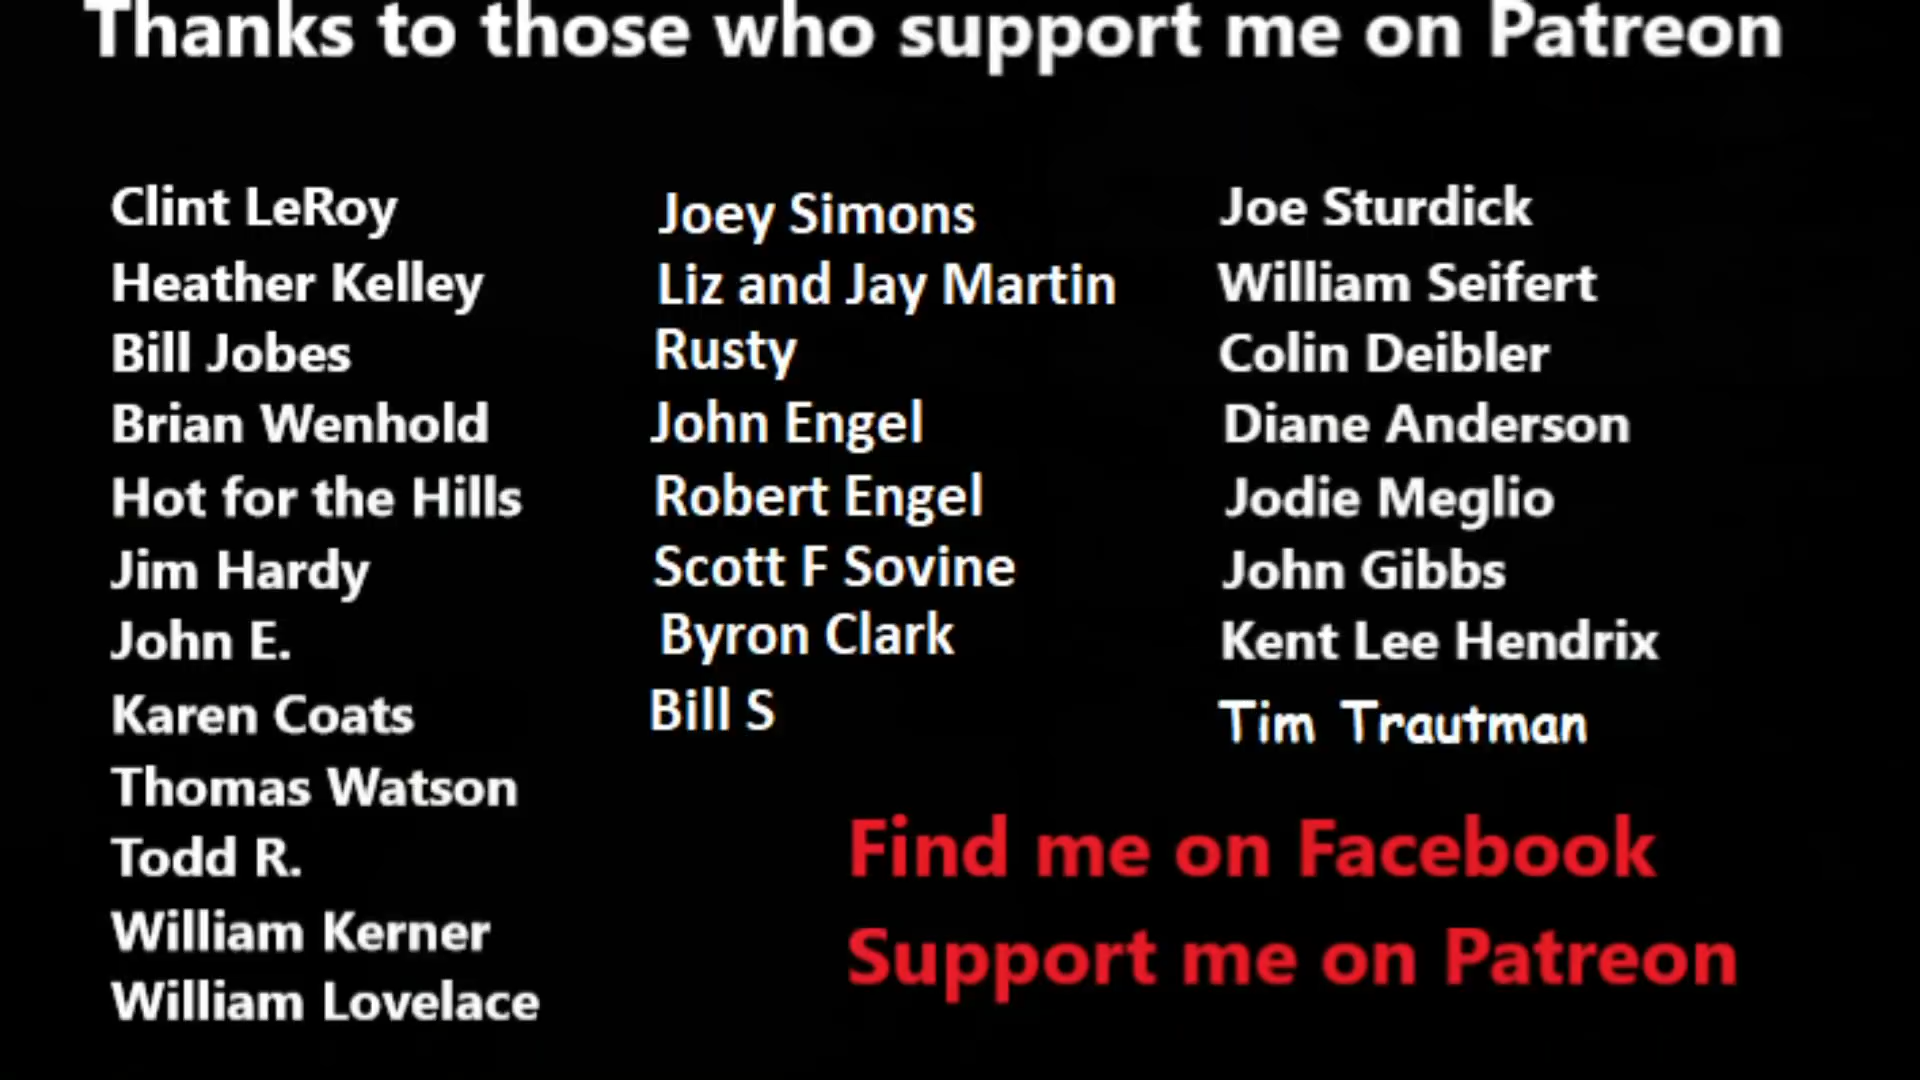 Thanks to those who support me on Patreon
Clint LeRoy
Heather Kelley
Bill Jobes
Brian Wenhold
Hot for the Hills
Jim Hardy
John E.
Karen Coats
Thomas Watson
Todd R.
William Kerner
William Lovelace
Joey Simons
Liz and Jay Martin
Rusty
John Engel
Robert Engel
Scott F Sovine
Byron Clark
Bill S
Joe Sturdick
William Seifert
Colin Deibler
Diane Anderson
Jodie Meglio
John Gibbs
Kent Lee Hendrix
Tim Trautman
Find me on Facebook
Support me on Patreon